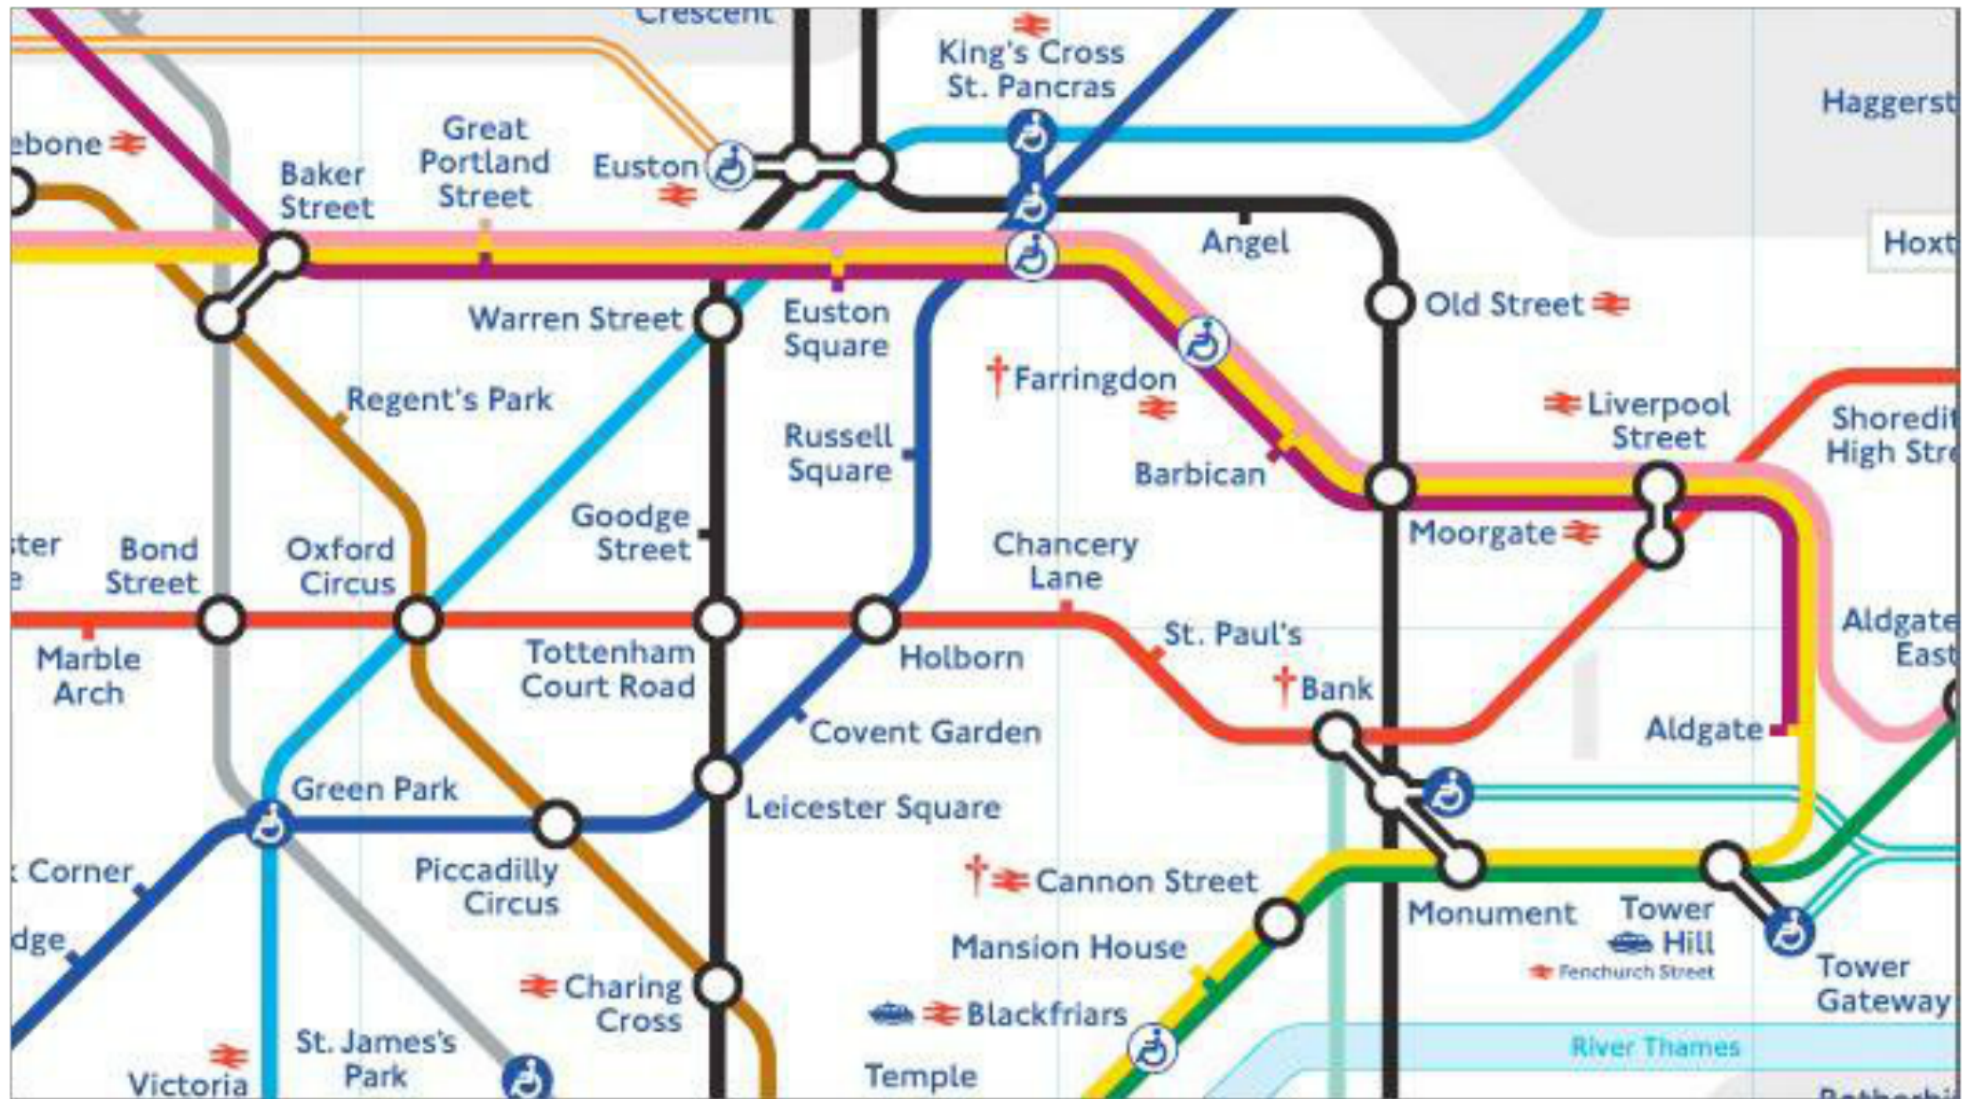 Crescent
King's Cross
St. Pancras
Haggerst
ebone
Great
Portland
Street
Euston
Baker
Street
Angel
Hoxt
Warren Street
Euston
Square
Old Street
Regent's Park
Farringdon
Liverpool
Street
Shoredit
High Stre
Russell
Square
Barbican
Goodge
Street
Moorgate
ster
e
Bond
Street
Oxford
Circus
Chancery
Lane
Marble
Arch
Tottenham
Court Road
Holborn
St. Paul's
Aldgate
East
Bank
Covent Garden
Aldgate
Green Park
Leicester Square
Corner
Piccadilly
Circus
Cannon Street
Monument
Tower
Hill
Fenchurch Street
dge
Mansion House
Tower
Gateway
Charing
Cross
Blackfriars
St. James's
Park
River Thames
Victoria
Temple